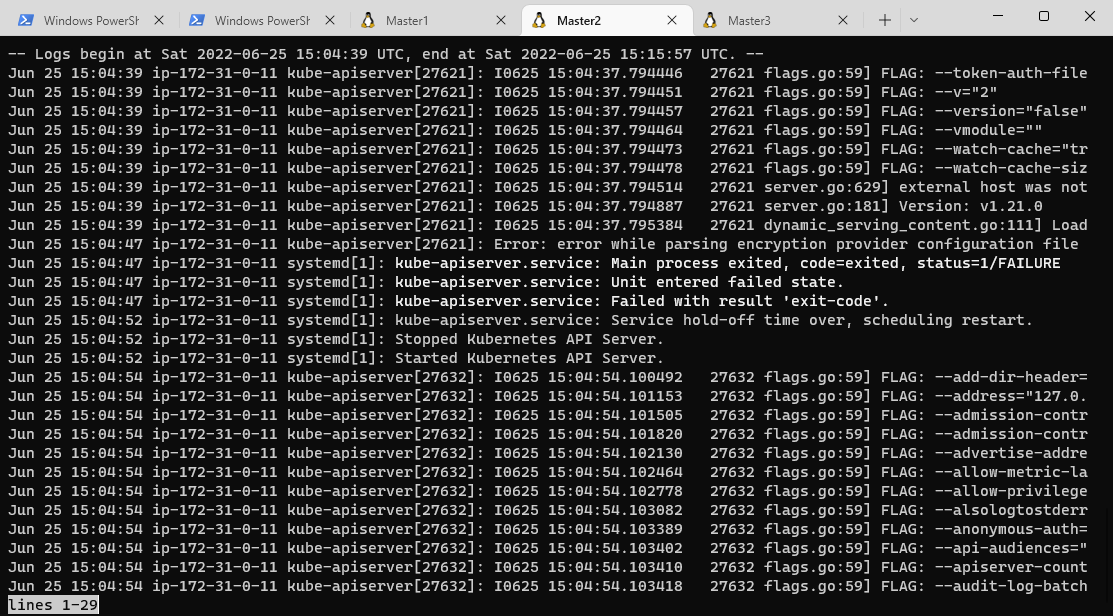 Windows PowerSh
Windows PowerSh
Master1
Master2
Master3
-- Logs begin at Sat 2022-06-25 15:04:39 UTC, end at Sat 2022-06-25 15:15:57 UTC. --
Jun 25 15:04:39 ip-172-31-0-11 kube-apiserver[27621]: I0625 15:04:37.794446   27621 flags.go:59] FLAG: --token-auth-file
Jun 25 15:04:39 ip-172-31-0-11 kube-apiserver[27621]: I0625 15:04:37.794451   27621 flags.go:59] FLAG: --v="2"
Jun 25 15:04:39 ip-172-31-0-11 kube-apiserver[27621]: I0625 15:04:37.794457   27621 flags.go:59] FLAG: --version="false"
Jun 25 15:04:39 ip-172-31-0-11 kube-apiserver[27621]: I0625 15:04:37.794464   27621 flags.go:59] FLAG: --vmodule=""
Jun 25 15:04:39 ip-172-31-0-11 kube-apiserver[27621]: I0625 15:04:37.794473   27621 flags.go:59] FLAG: --watch-cache="tr
Jun 25 15:04:39 ip-172-31-0-11 kube-apiserver[27621]: I0625 15:04:37.794478   27621 flags.go:59] FLAG: --watch-cache-siz
Jun 25 15:04:39 ip-172-31-0-11 kube-apiserver[27621]: I0625 15:04:37.794514   27621 server.go:629] external host was not
Jun 25 15:04:39 ip-172-31-0-11 kube-apiserver[27621]: I0625 15:04:37.794887   27621 server.go:181] Version: v1.21.0
Jun 25 15:04:39 ip-172-31-0-11 kube-apiserver[27621]: I0625 15:04:37.795384   27621 dynamic_serving_content.go:111] Load
Jun 25 15:04:47 ip-172-31-0-11 kube-apiserver[27621]: Error: error while parsing encryption provider configuration file
Jun 25 15:04:47 ip-172-31-0-11 systemd[1]: kube-apiserver.service: Main process exited, code=exited, status=1/FAILURE
Jun 25 15:04:47 ip-172-31-0-11 systemd[1]: kube-apiserver.service: Unit entered failed state.
Jun 25 15:04:47 ip-172-31-0-11 systemd[1]: kube-apiserver.service: Failed with result 'exit-code'.
Jun 25 15:04:52 ip-172-31-0-11 systemd[1]: kube-apiserver.service: Service hold-off time over, scheduling restart.
Jun 25 15:04:52 ip-172-31-0-11 systemd[1]: Stopped Kubernetes API Server.
Jun 25 15:04:52 ip-172-31-0-11 systemd[1]: Started Kubernetes API Server.
Jun 25 15:04:54 ip-172-31-0-11 kube-apiserver[27632]: I0625 15:04:54.100492   27632 flags.go:59] FLAG: --add-dir-header=
Jun 25 15:04:54 ip-172-31-0-11 kube-apiserver[27632]: I0625 15:04:54.101153   27632 flags.go:59] FLAG: --address="127.0.
Jun 25 15:04:54 ip-172-31-0-11 kube-apiserver[27632]: I0625 15:04:54.101505   27632 flags.go:59] FLAG: --admission-contr
Jun 25 15:04:54 ip-172-31-0-11 kube-apiserver[27632]: I0625 15:04:54.101820   27632 flags.go:59] FLAG: --admission-contr
Jun 25 15:04:54 ip-172-31-0-11 kube-apiserver[27632]: I0625 15:04:54.102130   27632 flags.go:59] FLAG: --advertise-addre
Jun 25 15:04:54 ip-172-31-0-11 kube-apiserver[27632]: I0625 15:04:54.102464   27632 flags.go:59] FLAG: --allow-metric-la
Jun 25 15:04:54 ip-172-31-0-11 kube-apiserver[27632]: I0625 15:04:54.102778   27632 flags.go:59] FLAG: --allow-privilege
Jun 25 15:04:54 ip-172-31-0-11 kube-apiserver[27632]: I0625 15:04:54.103082   27632 flags.go:59] FLAG: --alsologtostderr
Jun 25 15:04:54 ip-172-31-0-11 kube-apiserver[27632]: I0625 15:04:54.103389   27632 flags.go:59] FLAG: --anonymous-auth=
Jun 25 15:04:54 ip-172-31-0-11 kube-apiserver[27632]: I0625 15:04:54.103402   27632 flags.go:59] FLAG: --api-audiences="
Jun 25 15:04:54 ip-172-31-0-11 kube-apiserver[27632]: I0625 15:04:54.103410   27632 flags.go:59] FLAG: --apiserver-count
Jun 25 15:04:54 ip-172-31-0-11 kube-apiserver[27632]: I0625 15:04:54.103418   27632 flags.go:59] FLAG: --audit-log-batch
lines 1-29